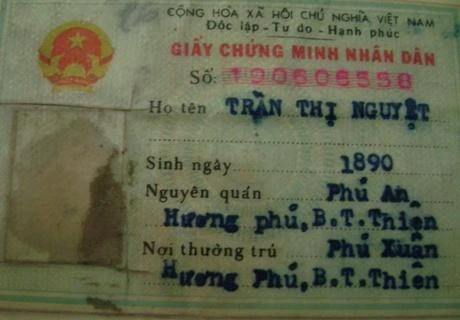 CỘNG HÒA XÃ HỘI CHỦ NGHĨA VIỆT NAM
Độc lập - Tự do - Hạnh phúc
GIẤY CHỨNG MINH NHÂN DÂN
Số: 190606558
Họ tên TRẦN THỊ NGUYỆT
Sinh ngày 1890
Nguyên quán Phú An
Hương phú, B.T.Thiên
Nơi thường trú Phú Xuân
Hương Phú, B.T.Thiên